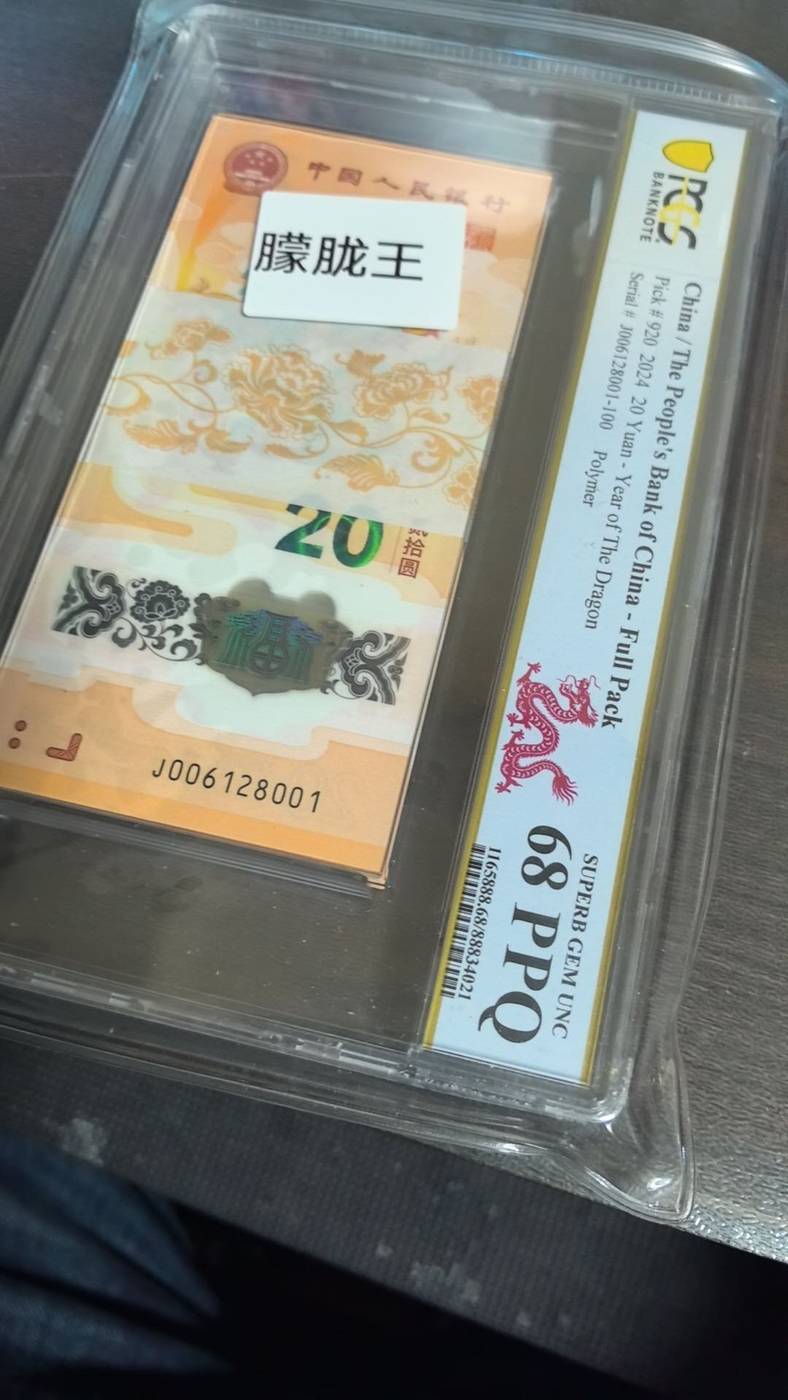 中国人民银行
朦胧王
20
贰拾圆
J006128001
PCGS
BANKNOTE
China / The People's Bank of China - Full Pack
Pick # 920 2024 20 Yuan - Year of The Dragon
Serial # J006128001-100 Polymer
SUPERB GEM UNC
68 PPQ
1165888.68/88834021